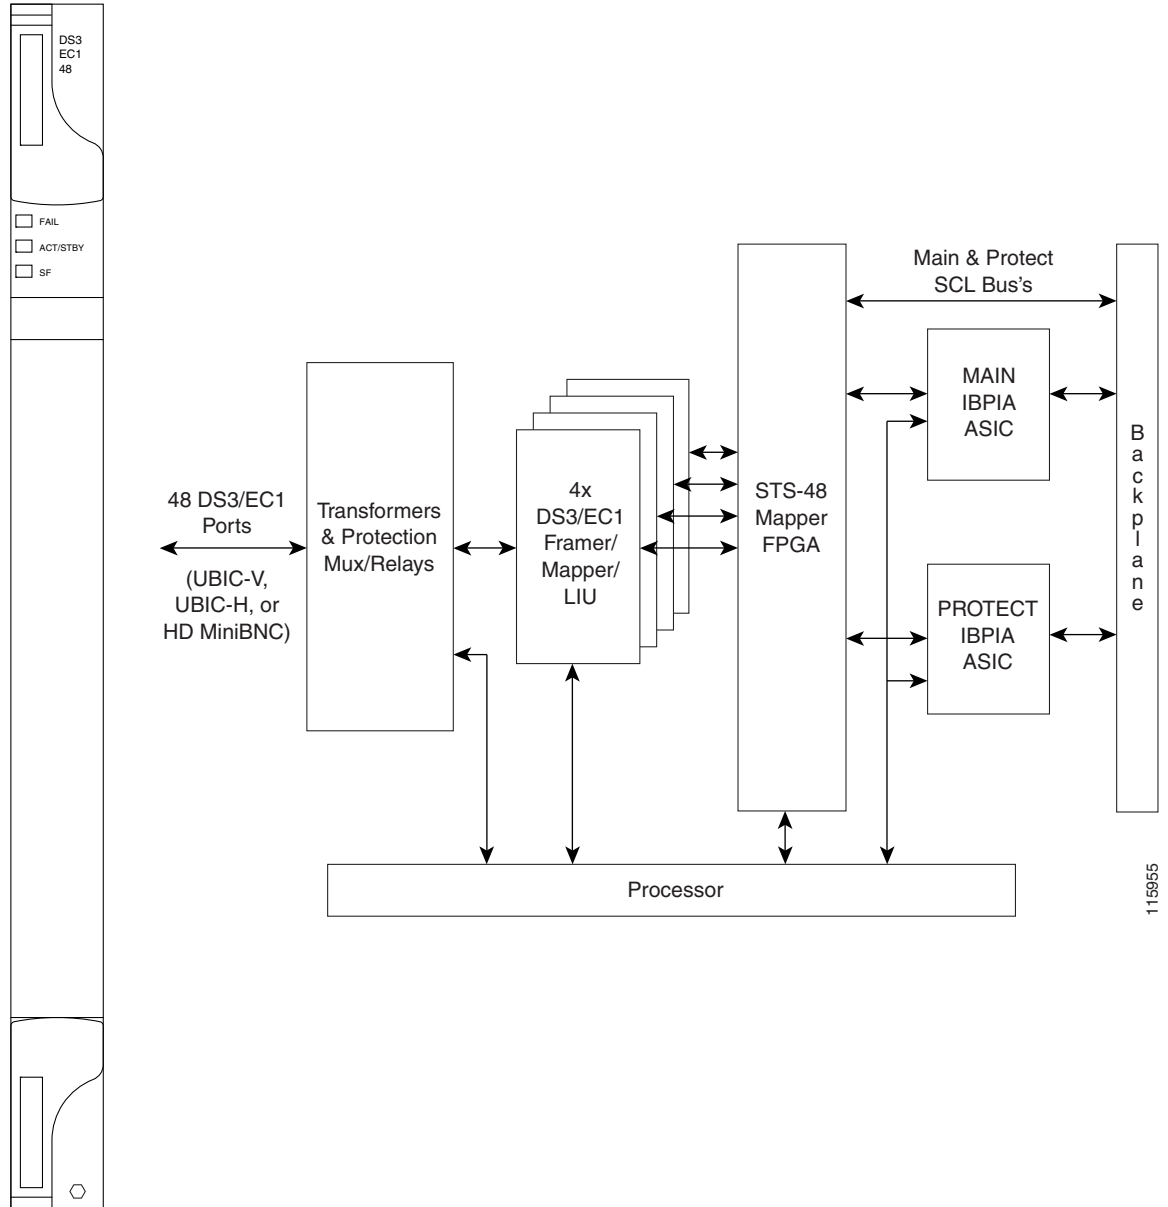 DS3
EC1
48
FAIL
ACT/STBY
SF
48 DS3/EC1
Ports
(UBIC-V,
UBIC-H, or
HD MiniBNC)
Transformers
& Protection
Mux/Relays
4x
DS3/EC1
Framer/
Mapper/
LIU
STS-48
Mapper
FPGA
Main & Protect
SCL Bus's
MAIN
IBPIA
ASIC
PROTECT
IBPIA
ASIC
Backplane
Processor
115955